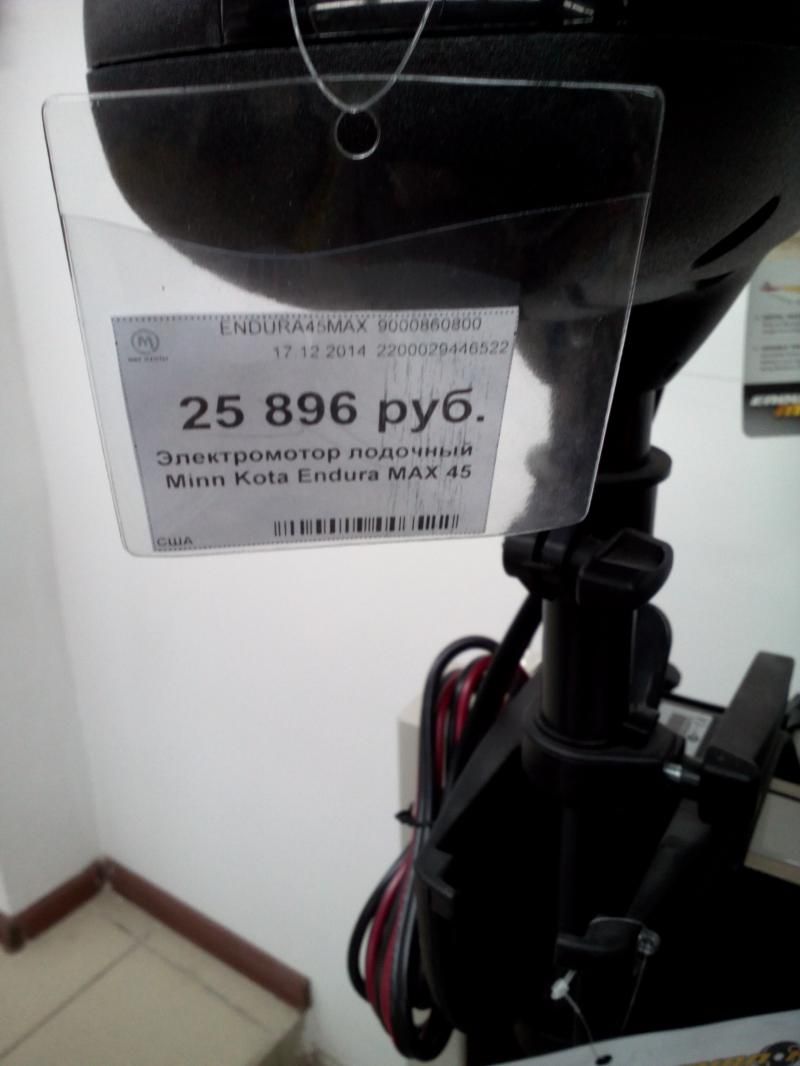 ENDURA45MAX 9000860800
17.12.2014 2200029446522
M
25 896 руб.
Электромотор лодочный
Minn Kota Endura MAX 45
США